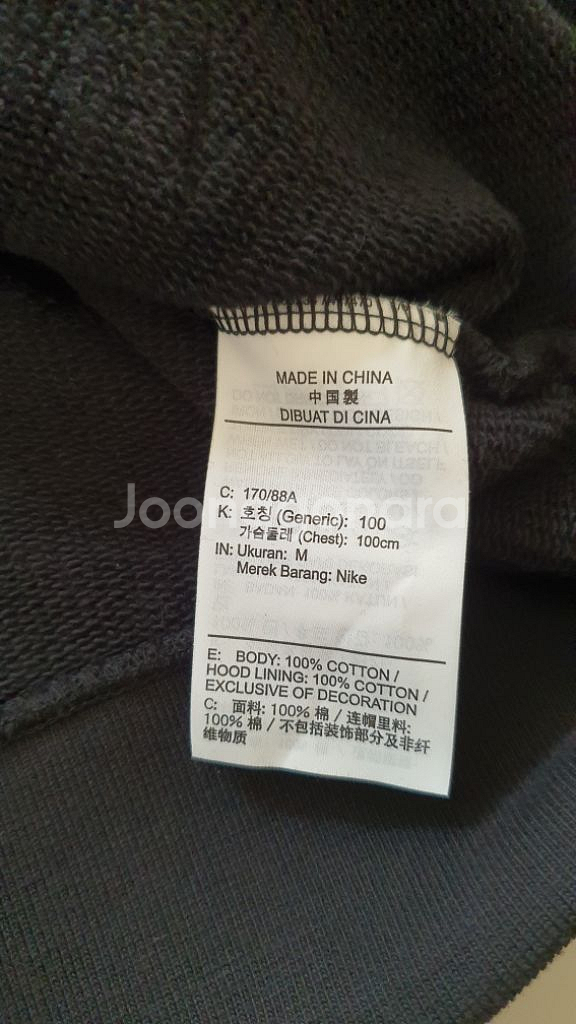 MADE IN CHINA
中国製
DIBUAT DI CINA
C: 170/88A
K: 호칭 (Generic): 100
가슴둘레 (Chest): 100cm
IN: Ukuran: M
Merek Barang: Nike
E: BODY: 100% COTTON /
HOOD LINING: 100% COTTON /
EXCLUSIVE OF DECORATION
C: 面料: 100% 棉 / 连帽里料:
100% 棉 / 不包括装饰部分及非纤
维物质